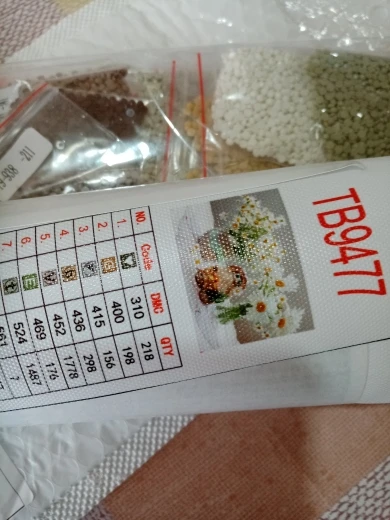 TB9477
NO. Code DMC QTY
1. 310 218
2. 400 198
3. 415 156
4. 436 298
5. 452 1778
6. 469 176
7. 524 1487